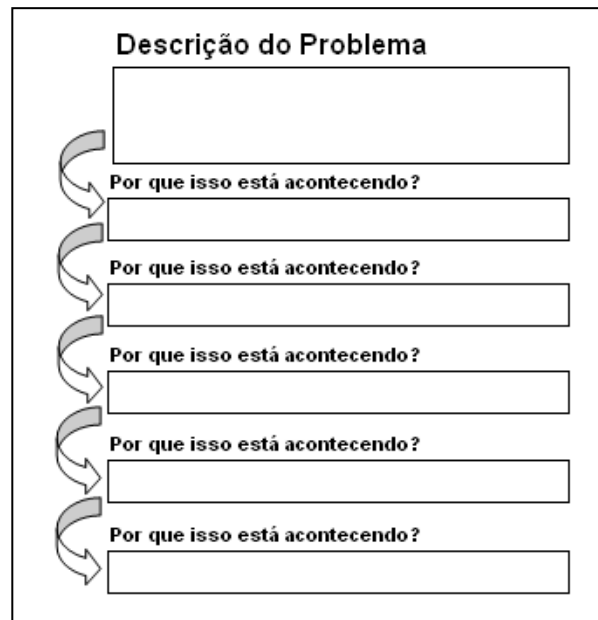 Descrição do Problema
Por que isso está acontecendo?
Por que isso está acontecendo?
Por que isso está acontecendo?
Por que isso está acontecendo?
Por que isso está acontecendo?